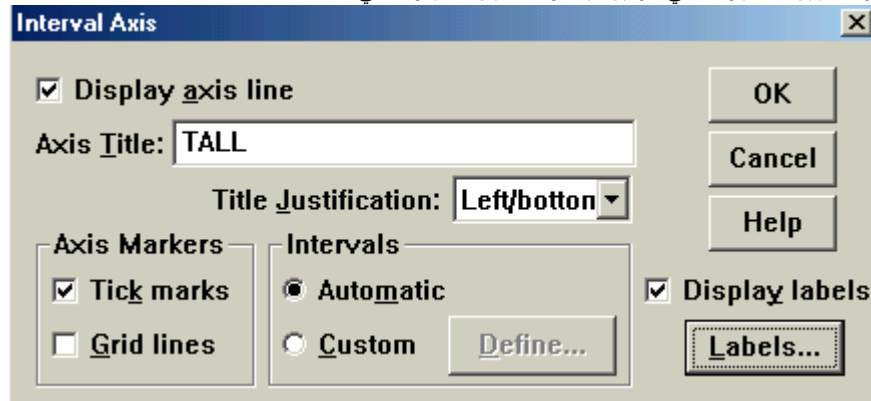 Interval Axis
Display axis line
OK
Axis Title: TALL
Cancel
Title Justification: Left/botton
Help
Axis Markers
Intervals
Tick marks
Automatic
Display labels
Grid lines
Custom
Define...
Labels...